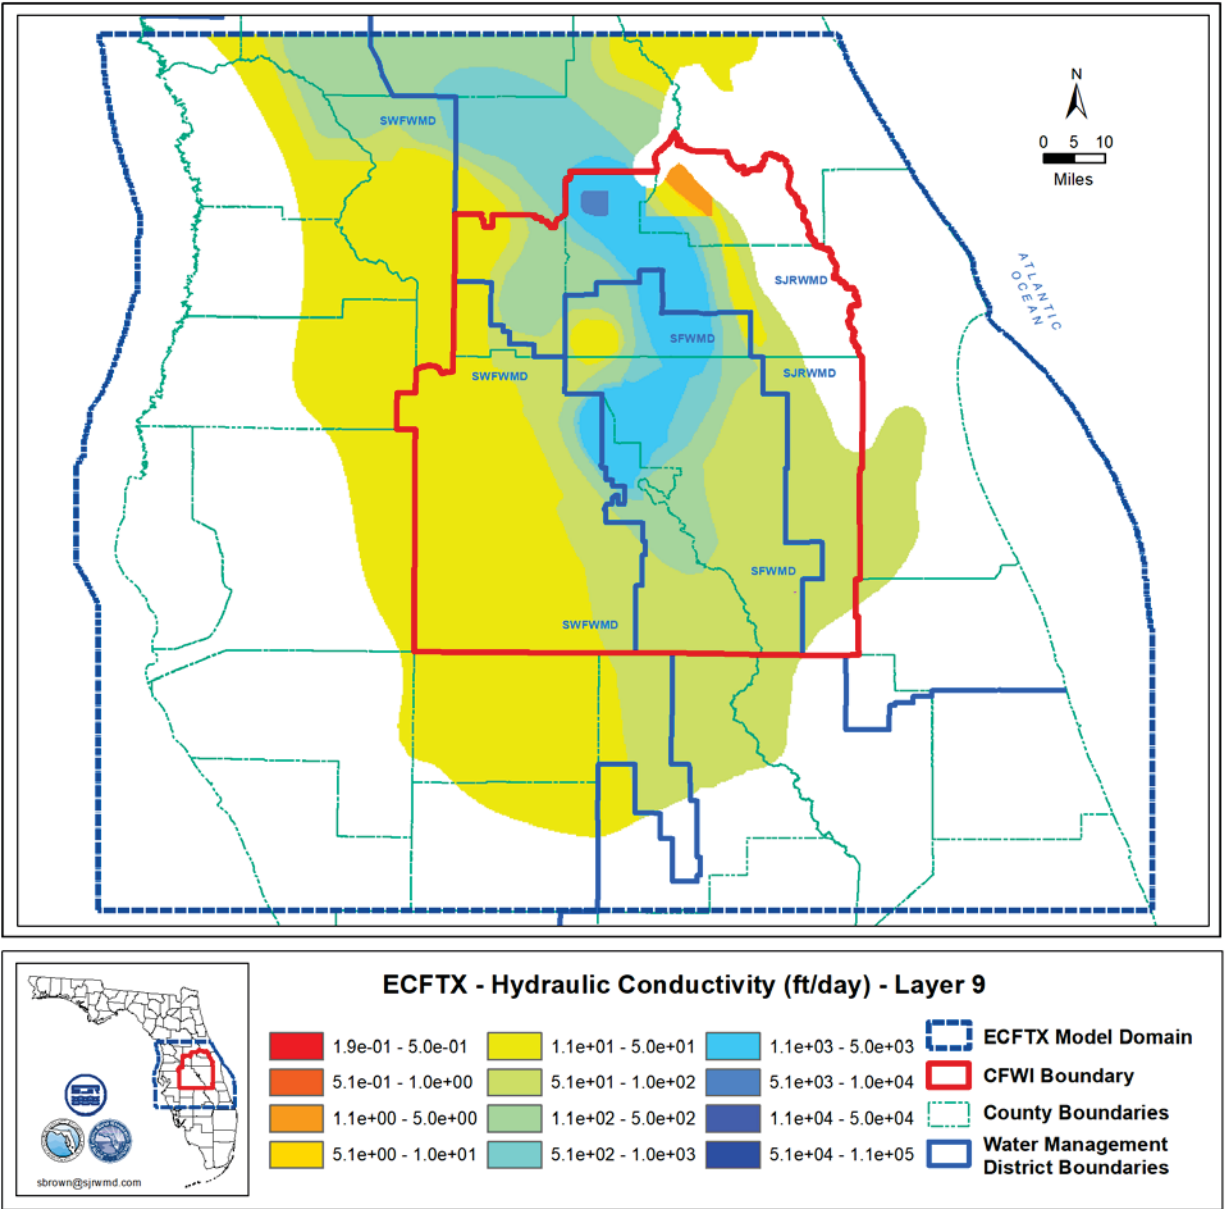 N
0 5 10
Miles
SWFWMD
ATLANTIC
OCEAN
SJRWMD
SFWMD
SWFWMD
SJRWMD
SFWMD
SWFWMD
ECFTX - Hydraulic Conductivity (ft/day) - Layer 9
1.9e-01 - 5.0e-01
5.1e-01 - 1.0e+00
1.1e+00 - 5.0e+00
5.1e+00 - 1.0e+01
1.1e+01 - 5.0e+01
5.1e+01 - 1.0e+02
1.1e+02 - 5.0e+02
5.1e+02 - 1.0e+03
1.1e+03 - 5.0e+03
5.1e+03 - 1.0e+04
1.1e+04 - 5.0e+04
5.1e+04 - 1.1e+05
ECFTX Model Domain
CFWI Boundary
County Boundaries
Water Management
District Boundaries
sbrown@sjrwmd.com